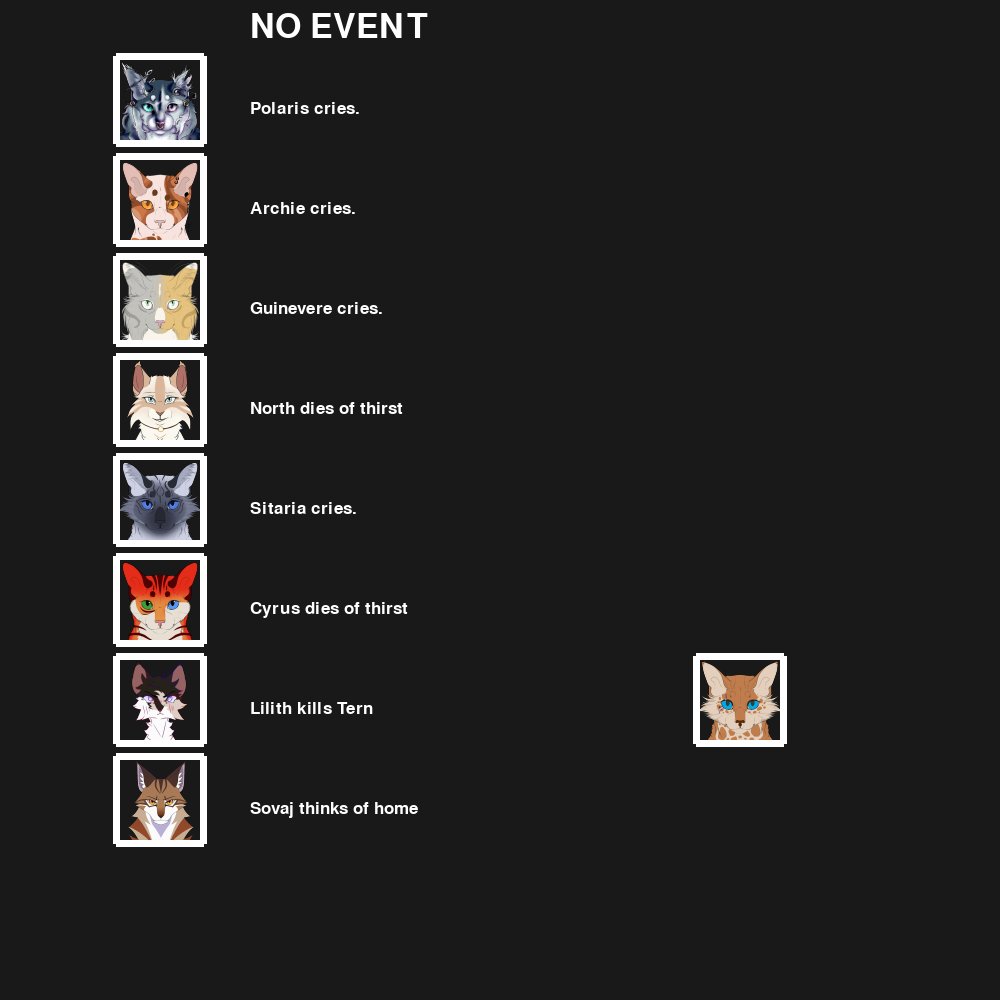 NO EVENT
Polaris cries.
Archie cries.
Guinevere cries.
North dies of thirst
Sitaria cries.
Cyrus dies of thirst
Lilith kills Tern
Sovaj thinks of home